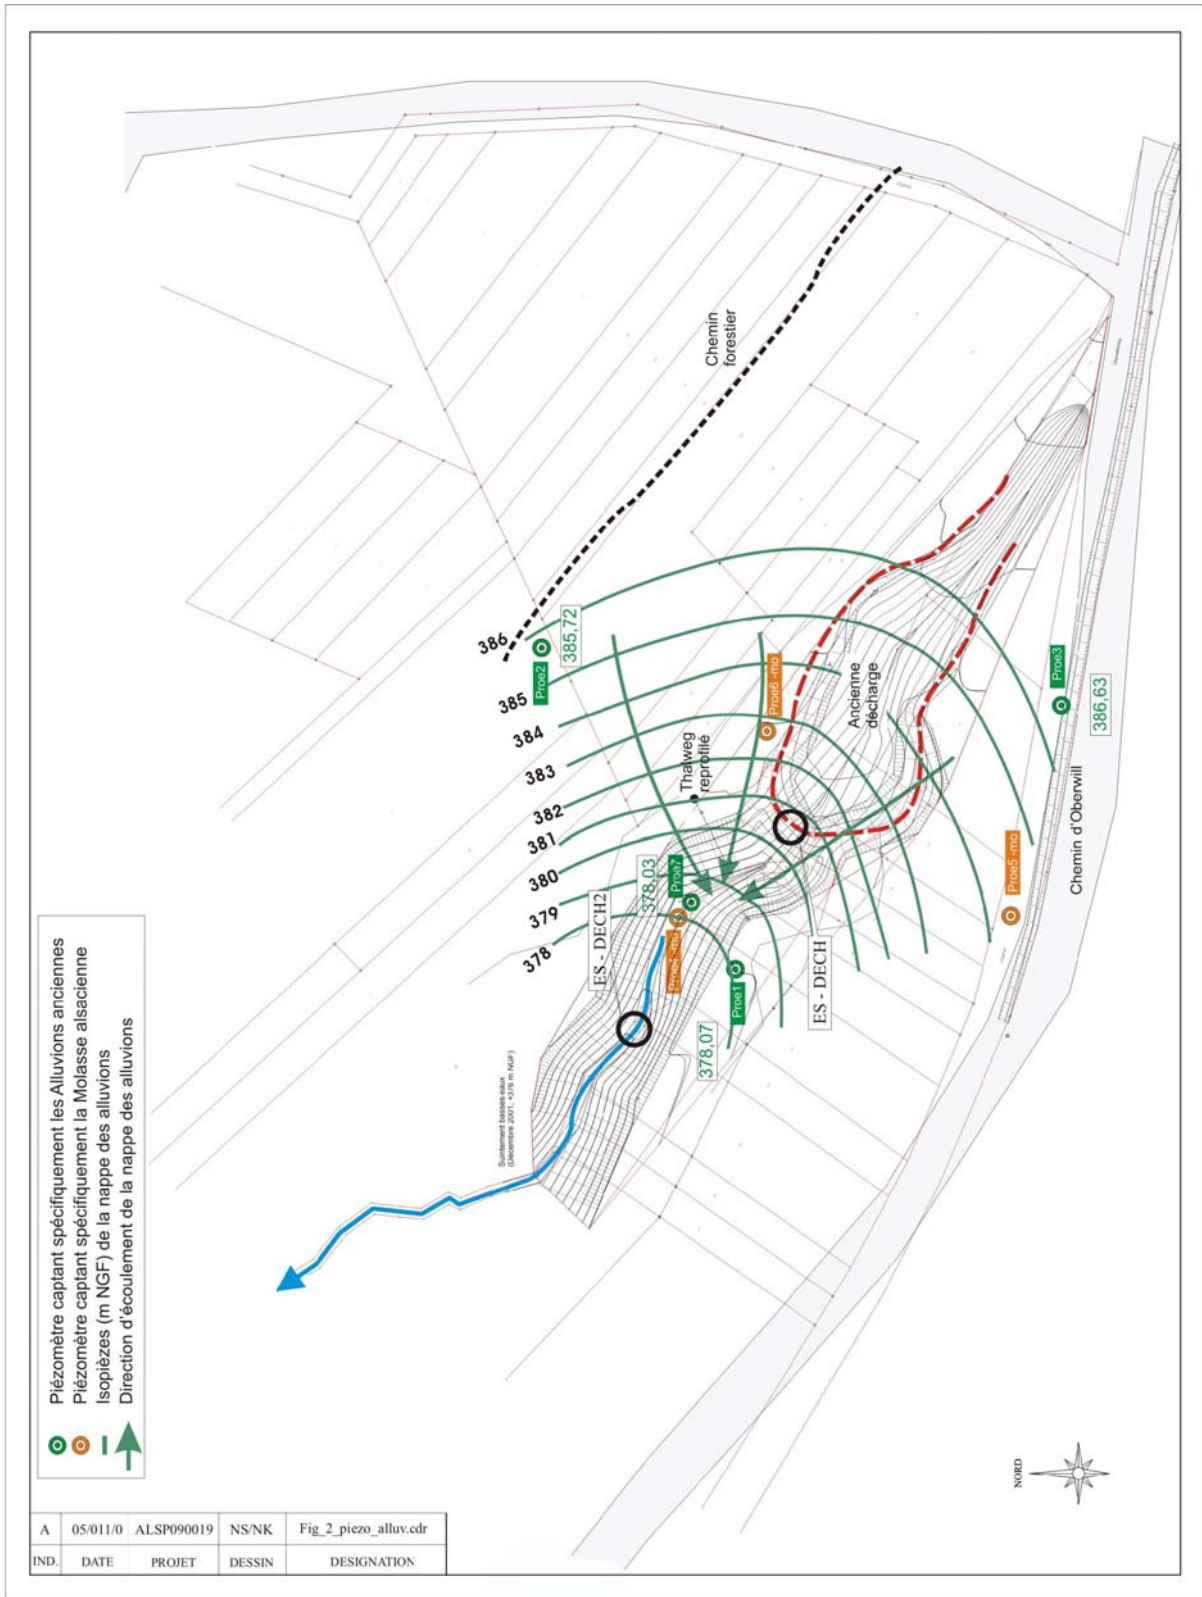 Piézomètre captant spécifiquement les Alluvions anciennes
Piézomètre captant spécifiquement la Molasse alsacienne
Isopièzes (m NGF) de la nappe des alluvions
Direction d'écoulement de la nappe des alluvions
Chemin
forestier
386
385
384
383
382
381
380
379
378
Proe2
385,72
Proe6 -mo
Thalweg
reprofilé
Ancienne
décharge
Proe3
386,63
Chemin d'Oberwill
Proe5 -mo
378,03
Proe7
Proe4 -mo
Proe1
378,07
ES - DECH2
ES - DECH
Suintement basses eaux
(Décembre 2001, +376 m NGF)
NORD
A 05/011/0 ALSP090019 NS/NK Fig_2_piezo_alluv.cdr
IND. DATE PROJET DESSIN DESIGNATION